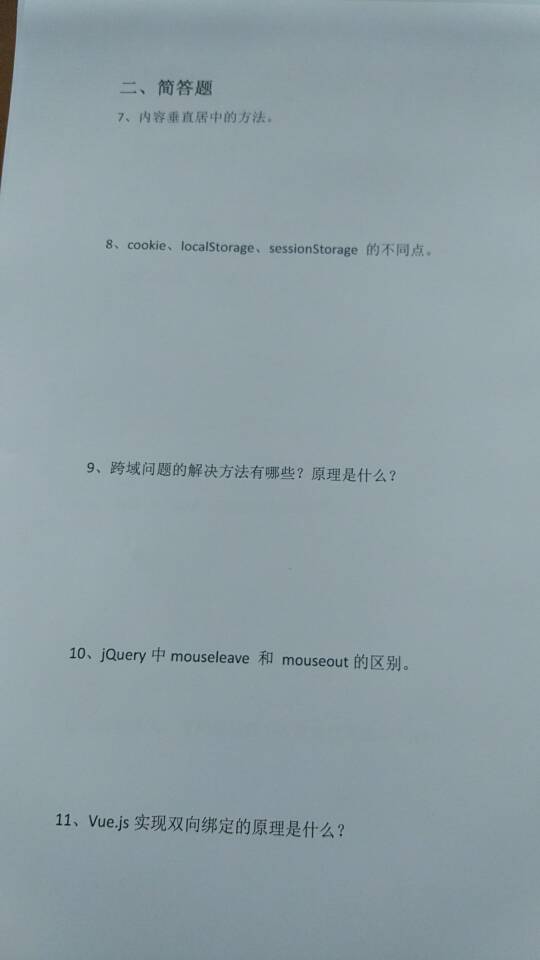 二、简答题
7、内容垂直居中的方法。
8、cookie、localStorage、sessionStorage 的不同点。
9、跨域问题的解决方法有哪些？原理是什么？
10、jQuery 中 mouseleave 和 mouseout 的区别。
11、Vue.js 实现双向绑定的原理是什么？